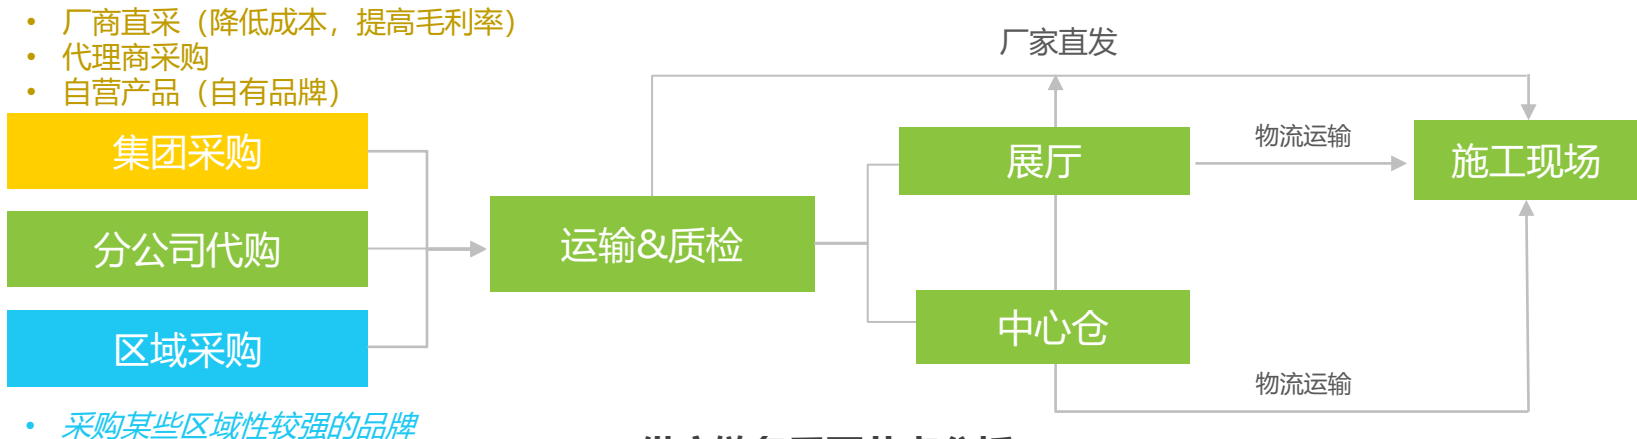 • 厂商直采（降低成本，提高毛利率）
• 代理商采购
• 自营产品（自有品牌）
集团采购
分公司代购
区域采购
• 采购某些区域性较强的品牌
运输&质检
厂家直发
展厅
中心仓
物流运输
施工现场
物流运输